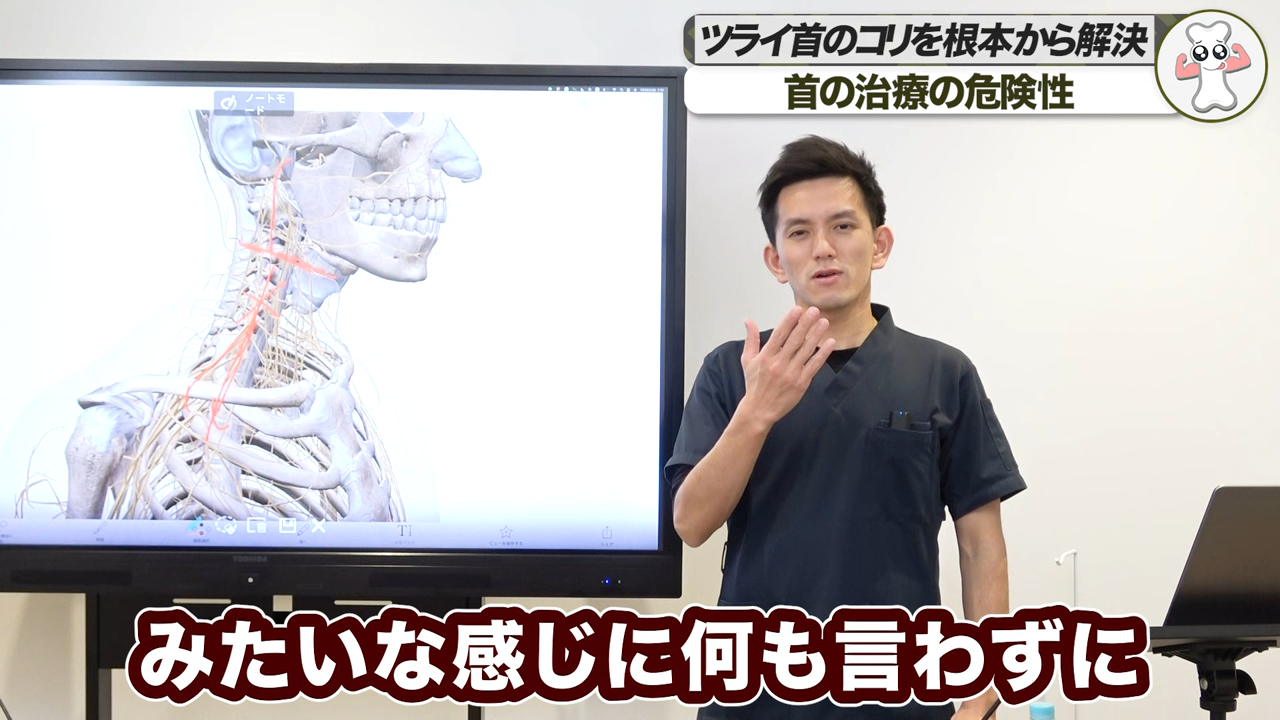 ツライ首のコリを根本から解決
首の治療の危険性
ノートモ
ード
TOSHIBA
みたいな感じに何も言わずに